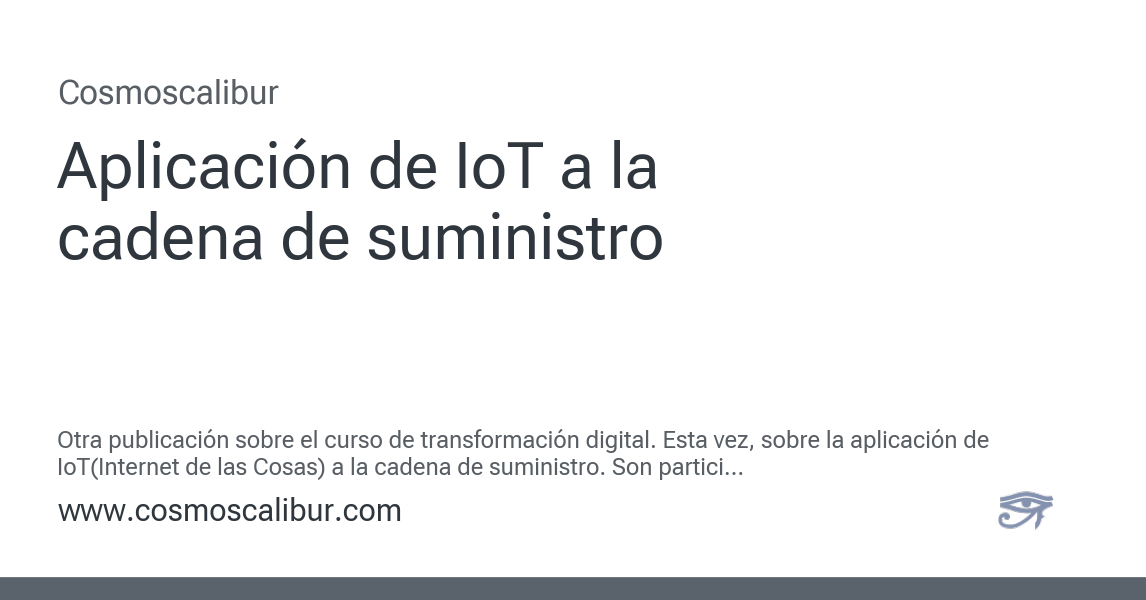 Cosmoscalibur
Aplicación de IoT a la
cadena de suministro
Otra publicación sobre el curso de transformación digital. Esta vez, sobre la aplicación de
IoT(Internet de las Cosas) a la cadena de suministro. Son partici...
www.cosmoscalibur.com